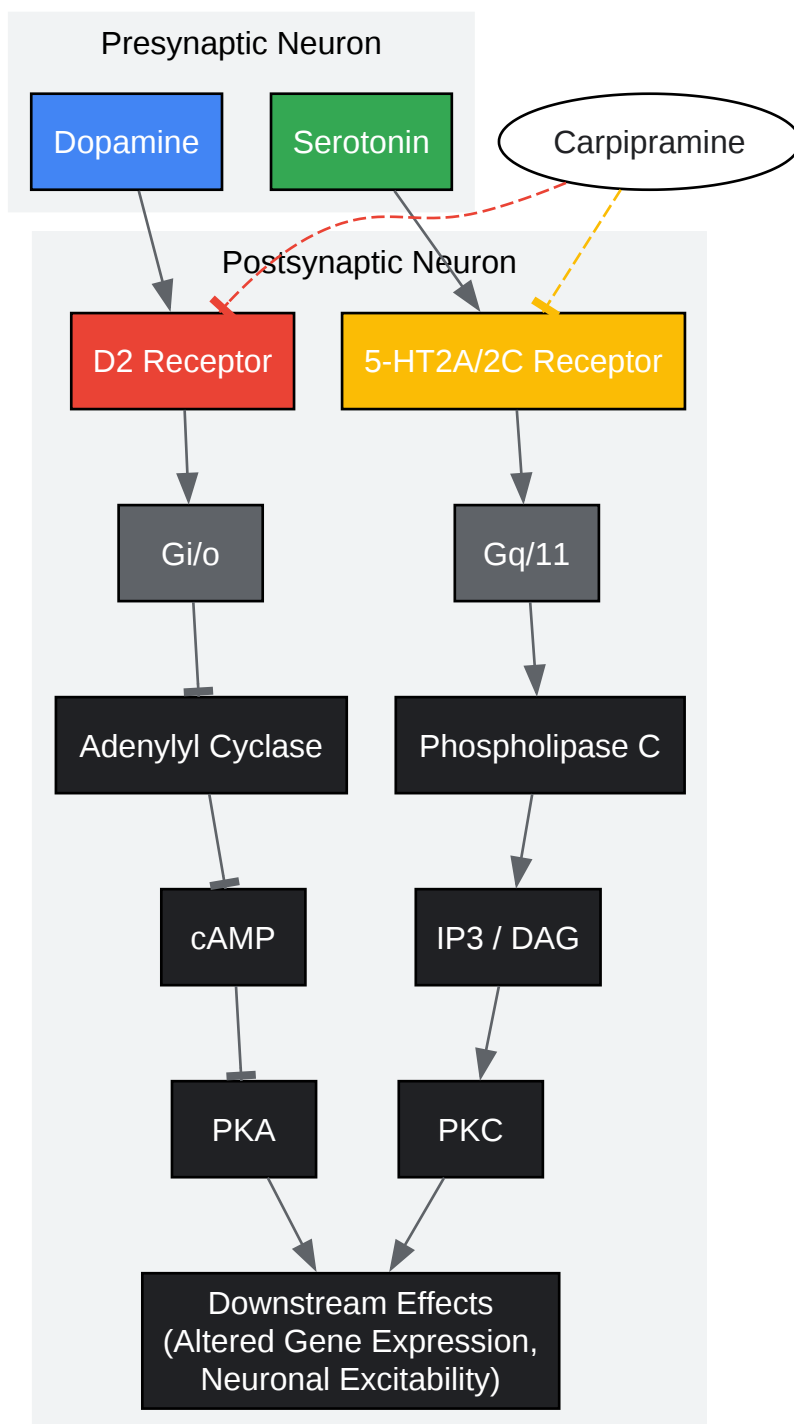 Presynaptic Neuron
Dopamine
Serotonin
Carpipramine
Postsynaptic Neuron
D2 Receptor
5-HT2A/2C Receptor
Gi/o
Gq/11
Adenylyl Cyclase
Phospholipase C
cAMP
IP3 / DAG
PKA
PKC
Downstream Effects
(Altered Gene Expression,
Neuronal Excitability)